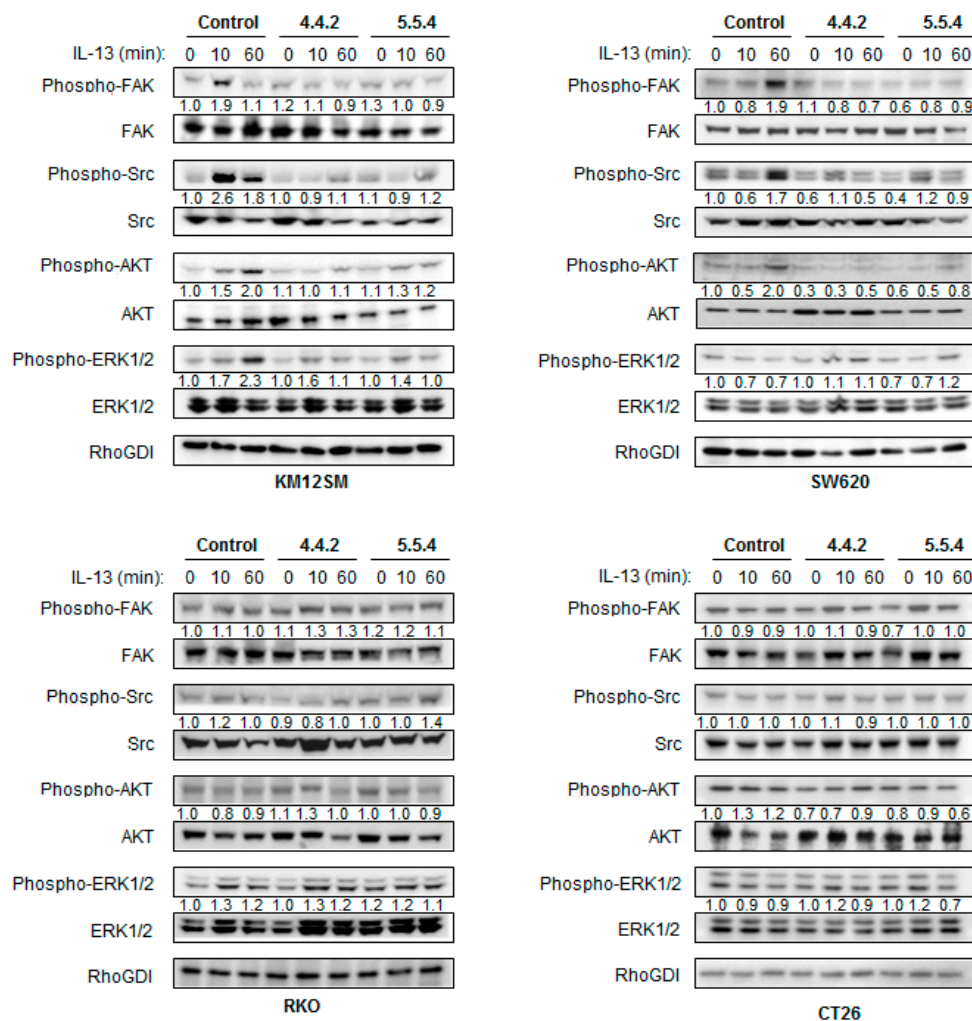 Control 4.4.2 5.5.4
IL-13 (min): 0 10 60 0 10 60 0 10 60
Phospho-FAK
1.0 1.9 1.1 1.2 1.1 0.9 1.3 1.0 0.9
FAK
Phospho-Src
1.0 2.6 1.8 1.0 0.9 1.1 1.1 0.9 1.2
Src
Phospho-AKT
1.0 1.5 2.0 1.1 1.0 1.1 1.1 1.3 1.2
AKT
Phospho-ERK1/2
1.0 1.7 2.3 1.0 1.6 1.1 1.0 1.4 1.0
ERK1/2
RhoGDI
KM12SM
Control 4.4.2 5.5.4
IL-13 (min): 0 10 60 0 10 60 0 10 60
Phospho-FAK
1.0 0.8 1.9 1.1 0.8 0.7 0.6 0.8 0.9
FAK
Phospho-Src
1.0 0.6 1.7 0.6 1.1 0.5 0.4 1.2 0.9
Src
Phospho-AKT
1.0 0.5 2.0 0.3 0.3 0.5 0.6 0.5 0.8
AKT
Phospho-ERK1/2
1.0 0.7 0.7 1.0 1.1 1.1 0.7 0.7 1.2
ERK1/2
RhoGDI
SW620
Control 4.4.2 5.5.4
IL-13 (min): 0 10 60 0 10 60 0 10 60
Phospho-FAK
1.0 1.1 1.0 1.1 1.3 1.3 1.2 1.2 1.1
FAK
Phospho-Src
1.0 1.2 1.0 0.9 0.8 1.0 1.0 1.0 1.4
Src
Phospho-AKT
1.0 0.8 0.9 1.1 1.3 1.0 1.0 1.0 0.9
AKT
Phospho-ERK1/2
1.0 1.3 1.2 1.0 1.3 1.2 1.2 1.2 1.1
ERK1/2
RhoGDI
RKO
Control 4.4.2 5.5.4
IL-13 (min): 0 10 60 0 10 60 0 10 60
Phospho-FAK
1.0 0.9 0.9 1.0 1.1 0.9 0.7 1.0 1.0
FAK
Phospho-Src
1.0 1.0 1.0 1.0 1.1 0.9 1.0 1.0 1.0
Src
Phospho-AKT
1.0 1.3 1.2 0.7 0.7 0.9 0.8 0.9 0.6
AKT
Phospho-ERK1/2
1.0 0.9 0.9 1.0 1.2 0.9 1.0 1.2 0.7
ERK1/2
RhoGDI
CT26